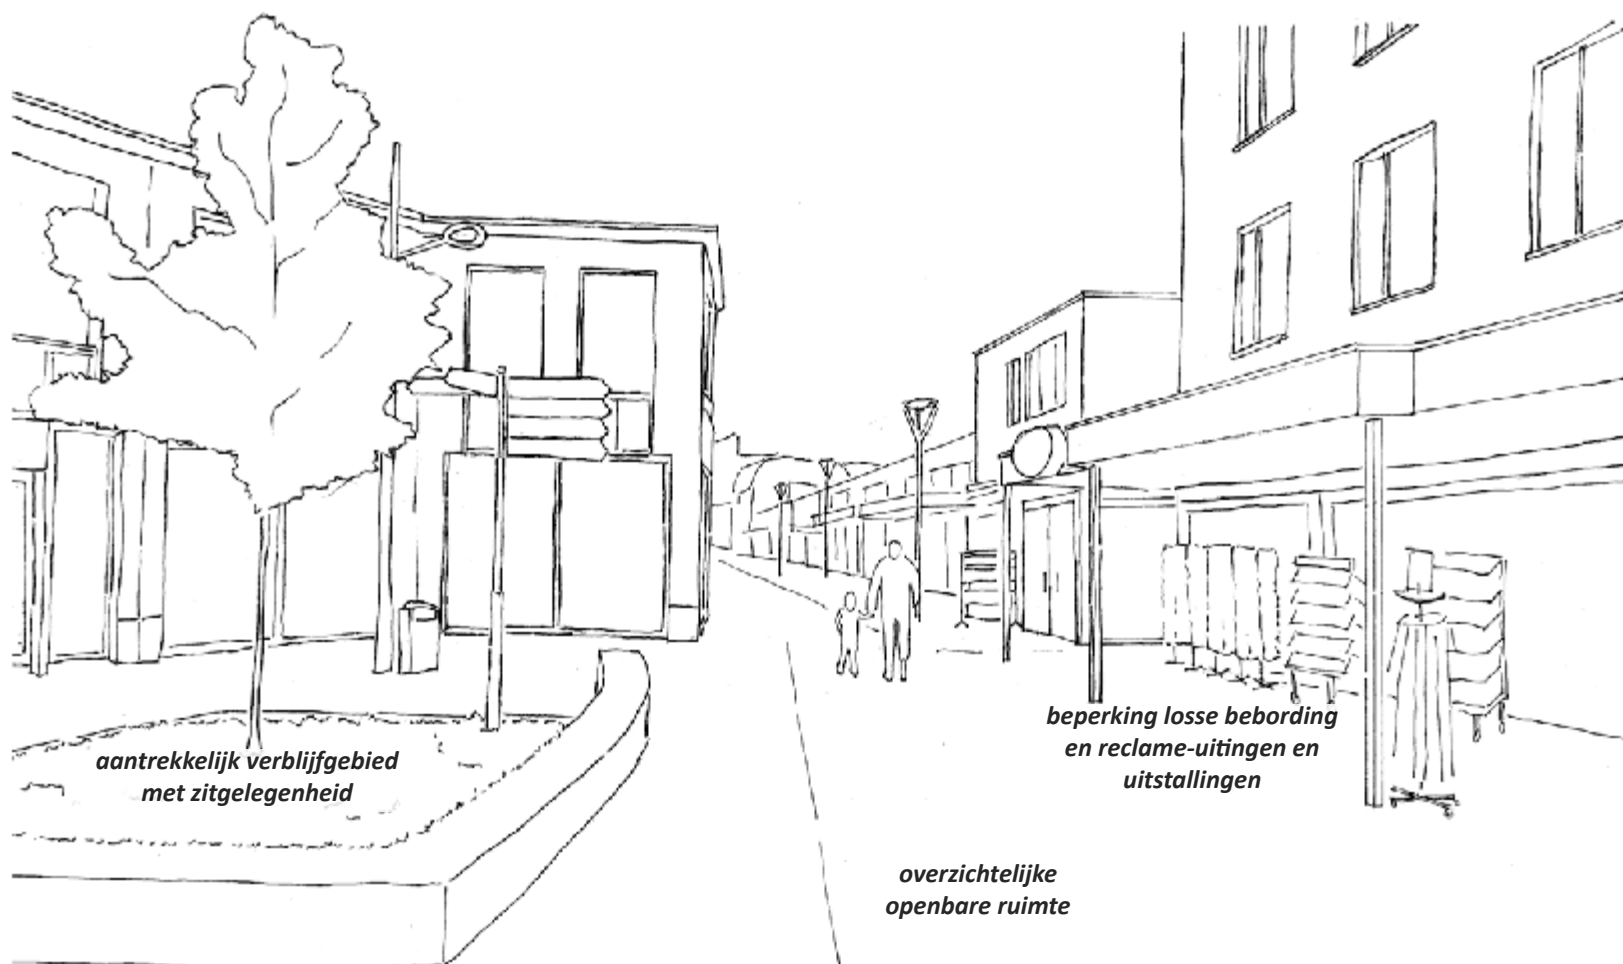 aantrekkelijk verblijfgebied
met zitgelegenheid
beperking losse bebording
en reclame-uitingen en
uitstallingen
overzichtelijke
openbare ruimte